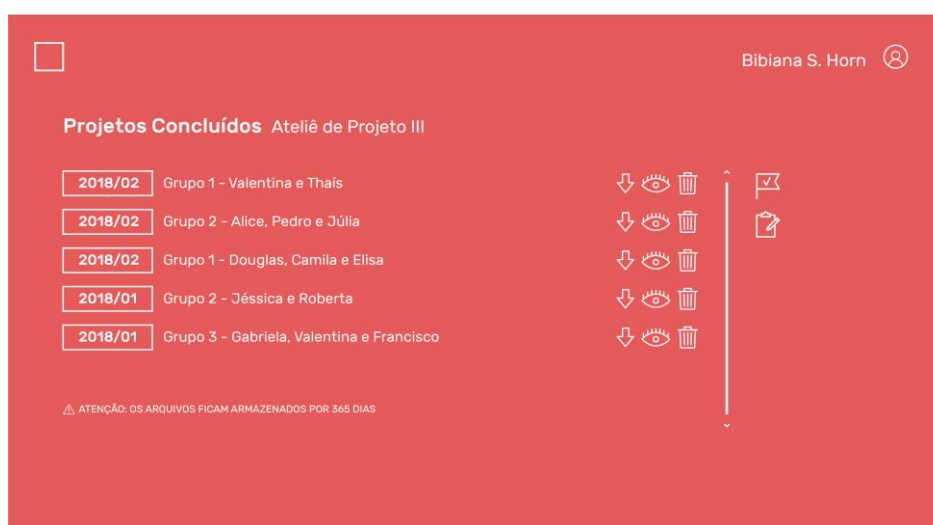 Bibiana S. Horn
Projetos Concluídos Ateliê de Projeto III
2018/02 Grupo 1 - Valentina e Thaís
2018/02 Grupo 2 - Alice, Pedro e Júlia
2018/02 Grupo 1 - Douglas, Camila e Elisa
2018/01 Grupo 2 - Jéssica e Roberta
2018/01 Grupo 3 - Gabriela, Valentina e Francisco
ATENÇÃO: OS ARQUIVOS FICAM ARMAZENADOS POR 365 DIAS